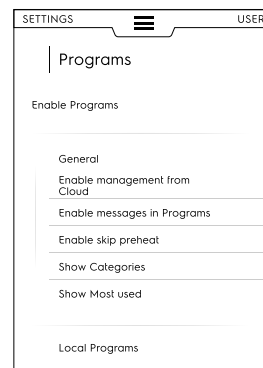 SETTINGS
USER
Programs
Enable Programs
General
Enable management from
Cloud
Enable messages in Programs
Enable skip preheat
Show Categories
Show Most used
Local Programs